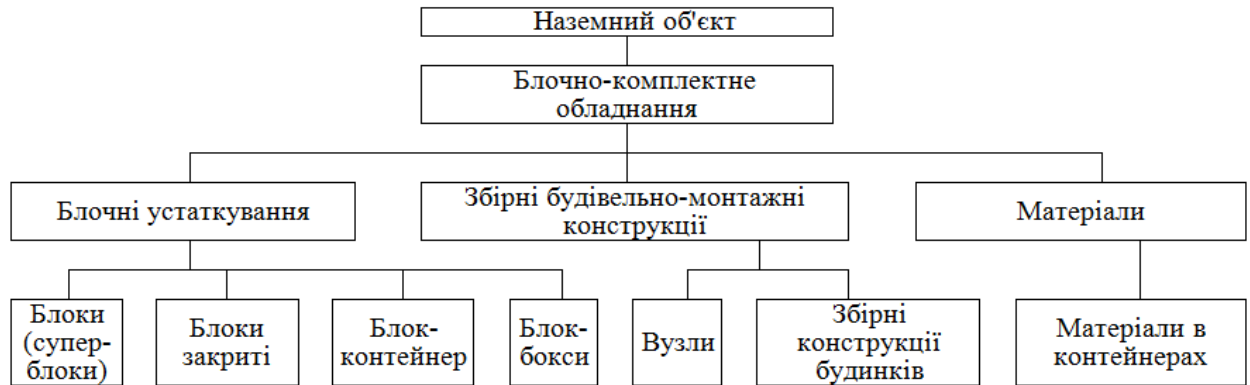 Наземний об'єкт
Блочно-комплектне
обладнання
Блочні устаткування
Збірні будівельно-монтажні
конструкції
Матеріали
Блоки
(супер-
блоки)
Блоки
закриті
Блок-
контейнер
Блок-
бокси
Вузли
Збірні
конструкції
будинків
Матеріали в
контейнерах